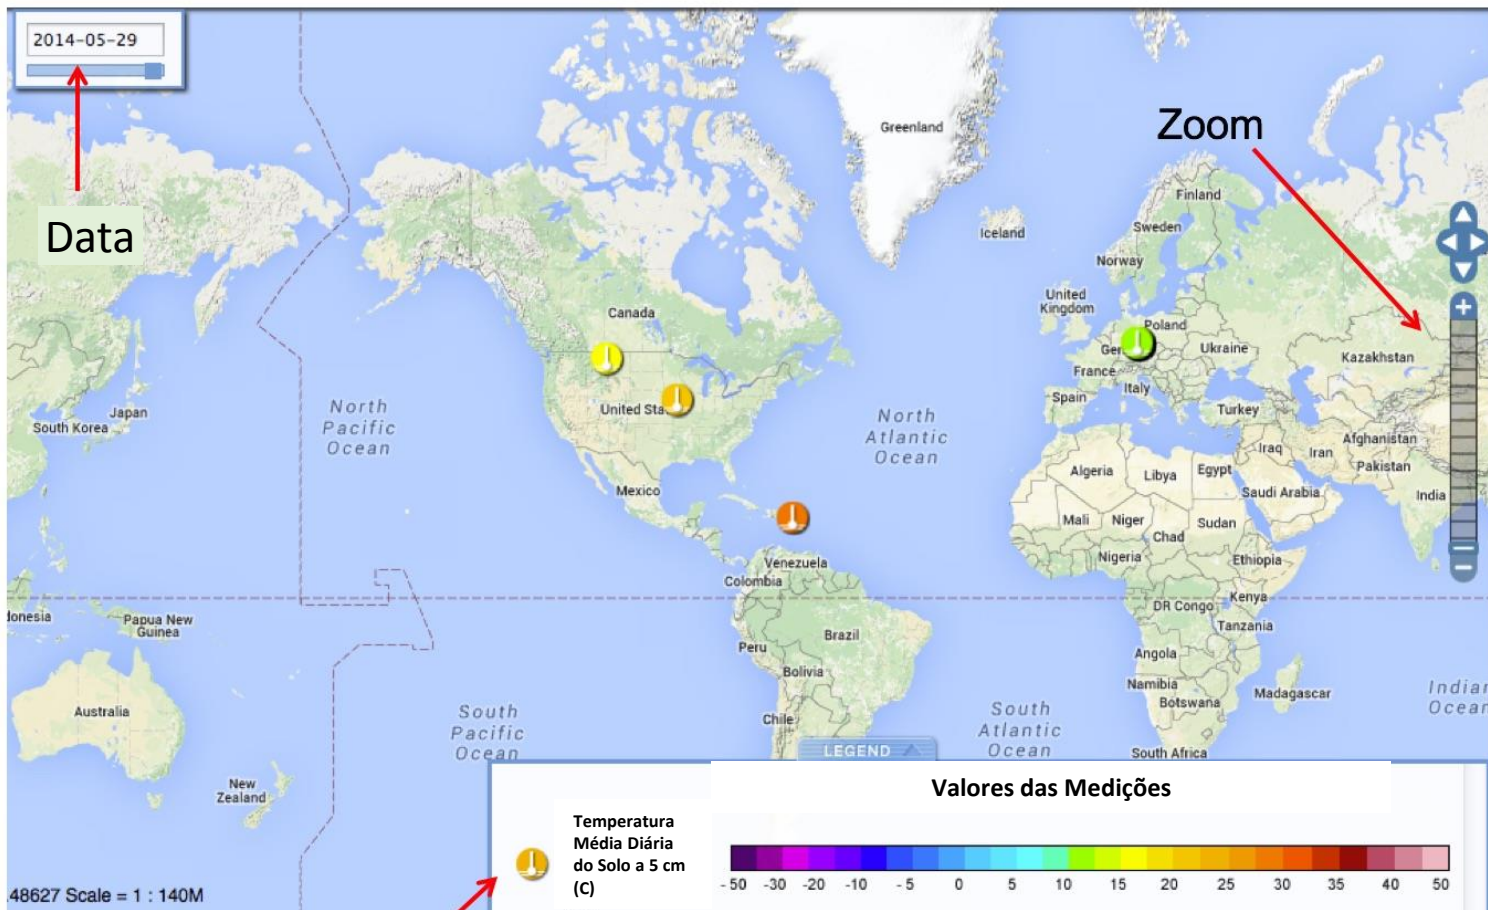 2014-05-29
Data
Zoom
Greenland
Iceland
Finland
Sweden
Norway
United
Kingdom
Poland
Ger
Ukraine
Kazakhstan
France
Italy
Spain
Turkey
Canada
United Sta
Mexico
North
Pacific
Ocean
North
Atlantic
Ocean
Japan
South Korea
Afghanistan
Iraq
Iran
Pakistan
India
Algeria
Libya
Egypt
Saudi Arabia
Mali
Niger
Chad
Sudan
Nigeria
Ethiopia
Venezuela
Colombia
Kenya
DR Congo
Tanzania
donesia
Papua New
Guinea
Brazil
Peru
Bolivia
Angola
Namibia
Botswana
Madagascar
Indian
Ocean
Australia
South
Pacific
Ocean
Chile
South
Atlantic
Ocean
South Africa
New
Zealand
LEGEND
Valores das Medições
Temperatura
Média Diária
do Solo a 5 cm
(C)
-50 -30 -20 -10 -5 0 5 10 15 20 25 30 35 40 50
.48627 Scale = 1 : 140M